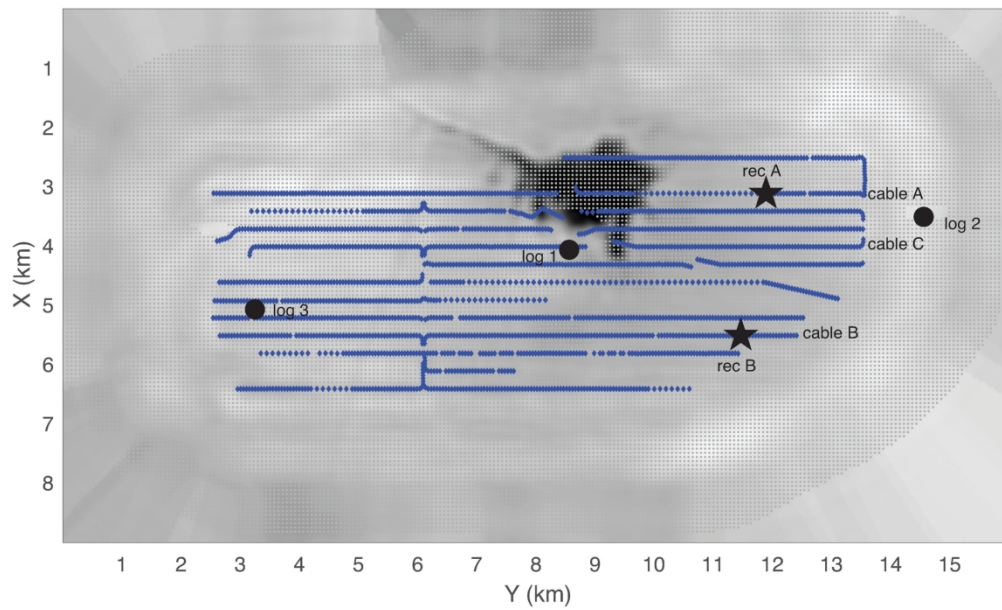 1
2
rec A
3
cable A
log 2
log 1
cable C
4
X (km)
5
log 3
cable B
rec B
6
7
8
1 2 3 4 5 6 7 8 9 10 11 12 13 14 15
Y (km)